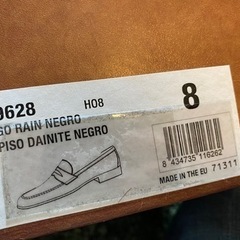 9628 H08 8
GO RAIN NEGRO
PISO DAINITE NEGRO
8 434735 116262
MADE IN THE EU 71311